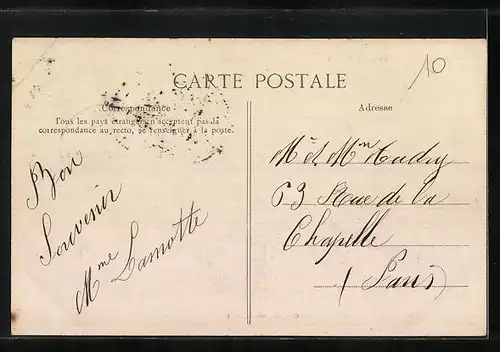 10
CARTE POSTALE
Correspondance
Tous les pays étrangers n'acceptent pas la
correspondance au recto, se renseigner à la poste.
Adresse
Bon
Souvenir
Mme Lamotte
Mr et Mme
63 Rue de la
Chapelle
(Paris)